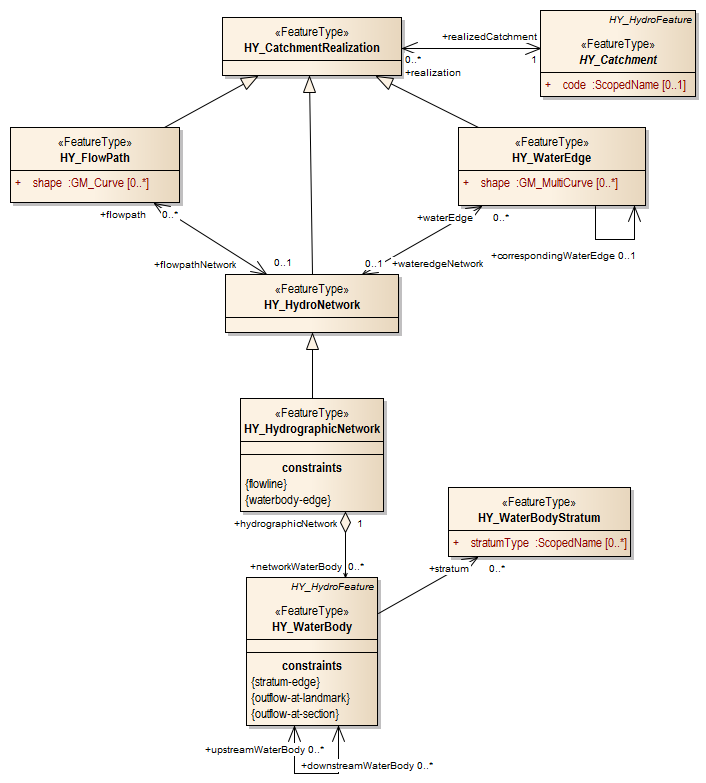 «FeatureType»
HY_CatchmentRealization
+realizedCatchment
0..*
1
+realization
HY_HydroFeature
«FeatureType»
HY_Catchment
+ code :ScopedName [0..1]
«FeatureType»
HY_FlowPath
+ shape :GM_Curve [0..*]
«FeatureType»
HY_WaterEdge
+ shape :GM_MultiCurve [0..*]
+flowpath 0..*
+waterEdge 0..*
+correspondingWaterEdge 0..1
+flowpathNetwork 0..1
0..1 +wateredgeNetwork
«FeatureType»
HY_HydroNetwork
«FeatureType»
HY_HydrographicNetwork
constraints
{flowline}
{waterbody-edge}
+hydrographicNetwork 1
«FeatureType»
HY_WaterBodyStratum
+ stratumType :ScopedName [0..*]
+networkWaterBody 0..*
+stratum 0..*
HY_HydroFeature
«FeatureType»
HY_WaterBody
constraints
{stratum-edge}
{outflow-at-landmark}
{outflow-at-section}
+upstreamWaterBody 0..*
+downstreamWaterBody 0..*